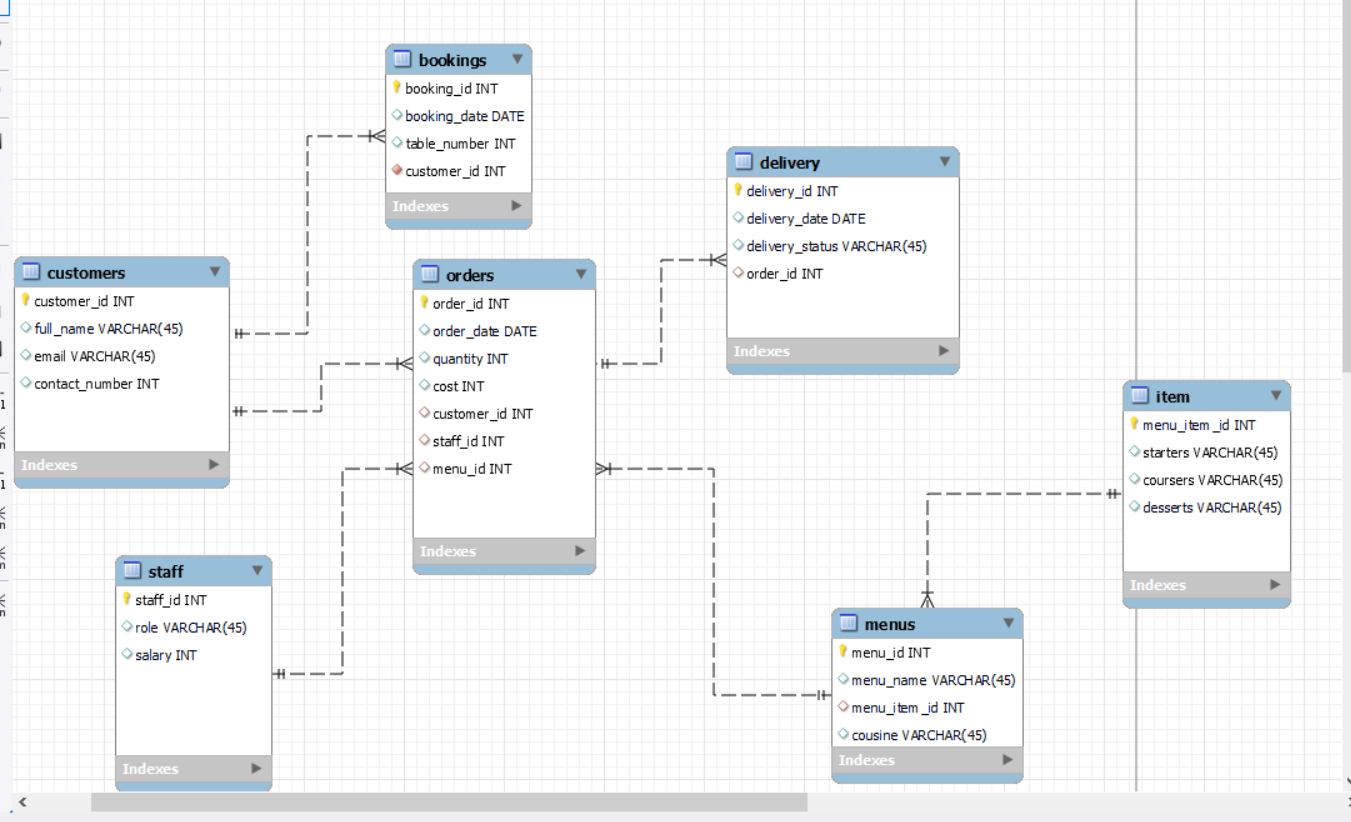 bookings
booking_id INT
booking_date DATE
table_number INT
customer_id INT
Indexes
delivery
delivery_id INT
delivery_date DATE
delivery_status VARCHAR(45)
order_id INT
Indexes
customers
customer_id INT
full_name VARCHAR(45)
email VARCHAR(45)
contact_number INT
Indexes
orders
order_id INT
order_date DATE
quantity INT
cost INT
customer_id INT
staff_id INT
menu_id INT
Indexes
item
menu_item_id INT
starters VARCHAR(45)
coursers VARCHAR(45)
desserts VARCHAR(45)
Indexes
staff
staff_id INT
role VARCHAR(45)
salary INT
Indexes
menus
menu_id INT
menu_name VARCHAR(45)
menu_item_id INT
cousine VARCHAR(45)
Indexes